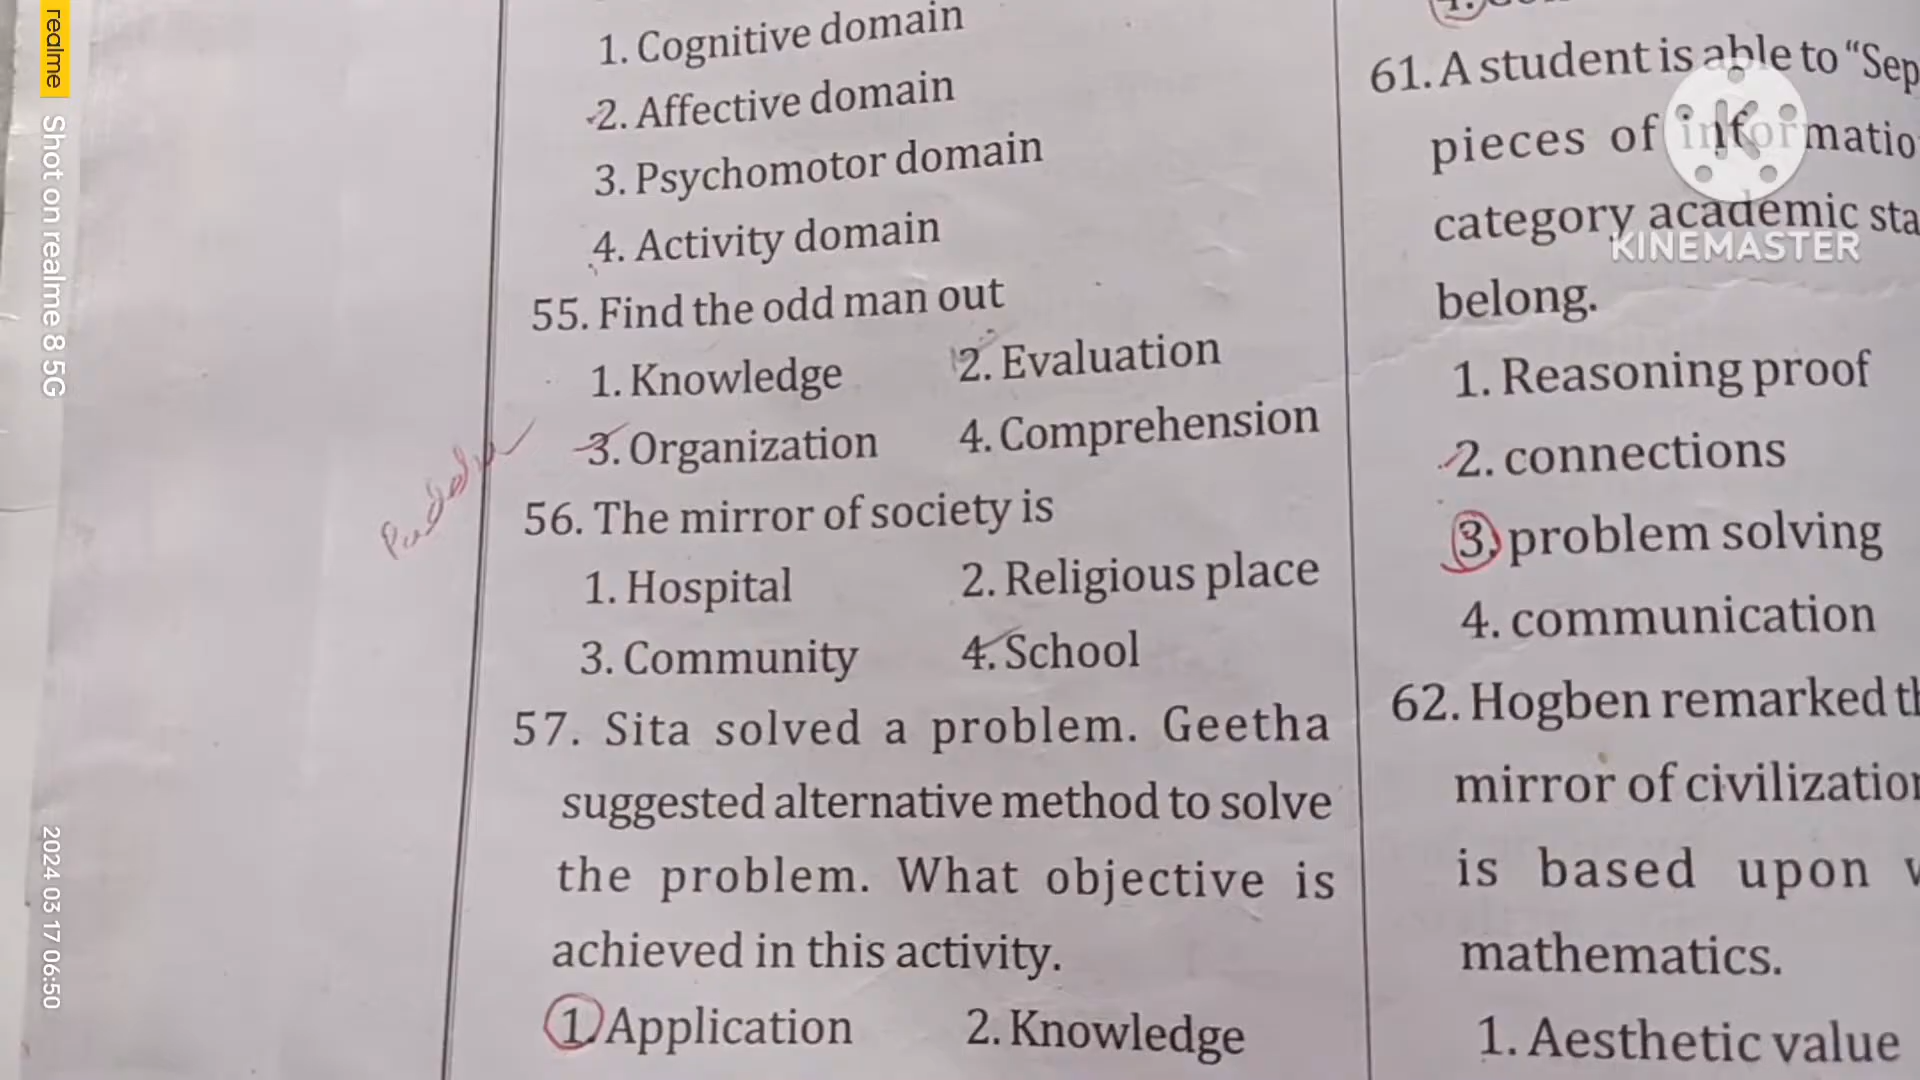 realme
Shot on realme 8 5G
2024 03 17 06:50
1. Cognitive domain
2. Affective domain
3. Psychomotor domain
4. Activity domain
55. Find the odd man out
1. Knowledge 2. Evaluation
3. Organization 4. Comprehension
56. The mirror of society is
1. Hospital 2. Religious place
3. Community 4. School
57. Sita solved a problem. Geetha
suggested alternative method to solve
the problem. What objective is
achieved in this activity.
1. Application 2. Knowledge
61. A student is able to "Sep
pieces of informatio
category academic sta
belong.
1. Reasoning proof
2. connections
3. problem solving
4. communication
62. Hogben remarked th
mirror of civilization
is based upon
mathematics.
1. Aesthetic value
K
KINEMASTER